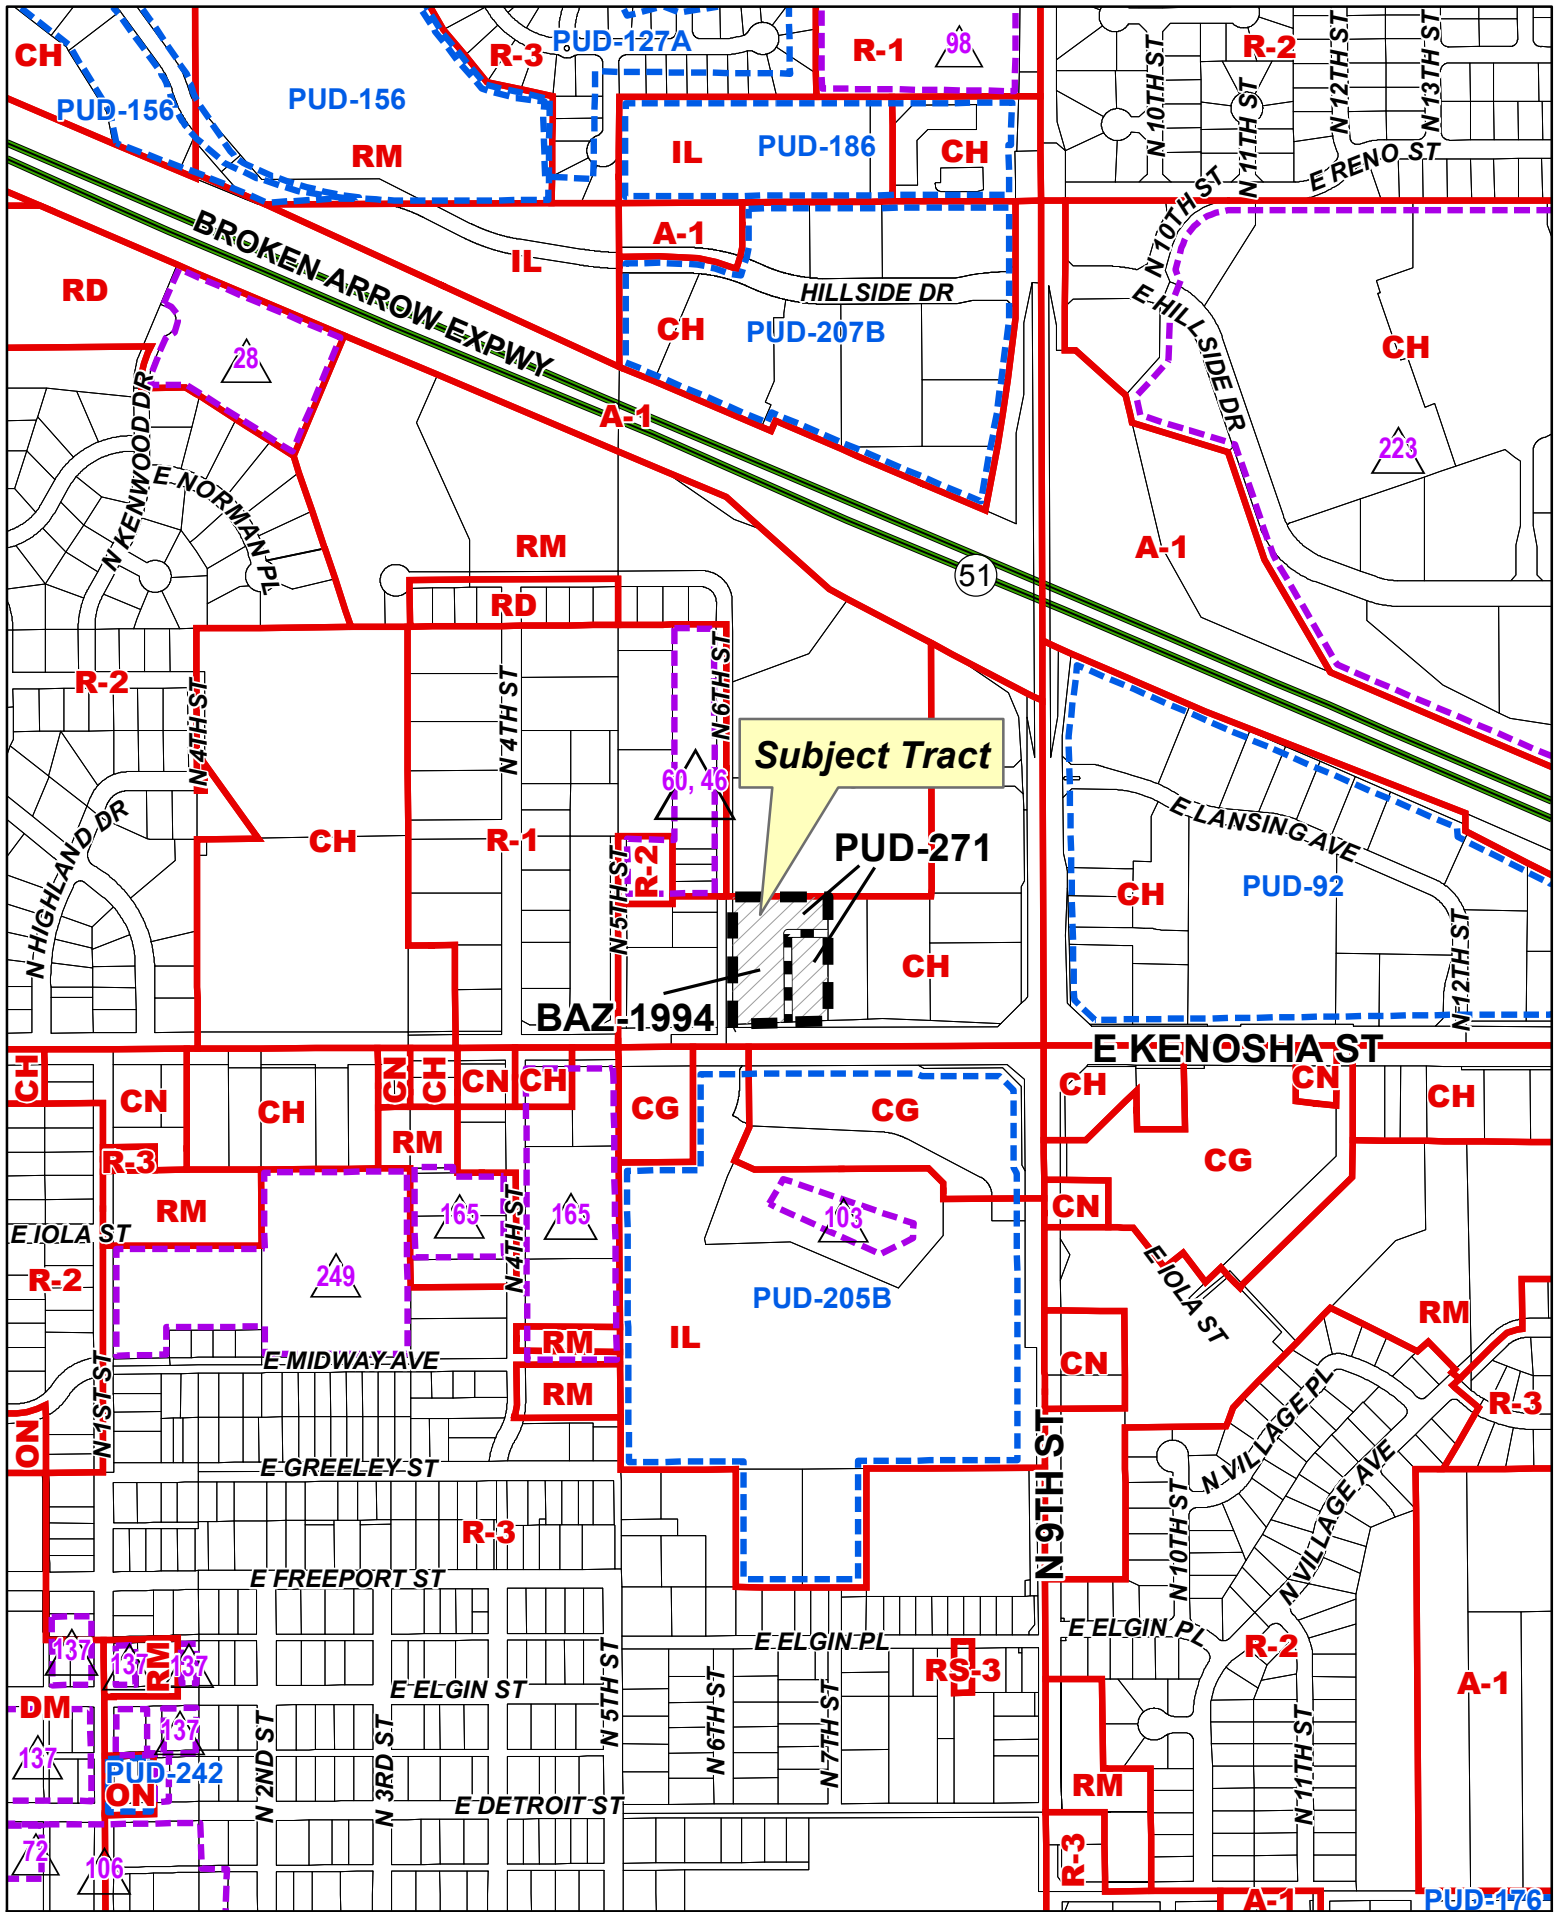 CH
R-3
PUD-127A
R-1
98
R-2
N 10TH ST
N 11TH ST
N 12TH ST
N 13TH ST
PUD-156
PUD-156
RM
IL
PUD-186
CH
E RENO ST
N 10TH ST
BROKEN ARROW EXPWY
A-1
IL
RD
HILLSIDE DR
E HILLSIDE DR
CH
PUD-207B
CH
28
A-1
223
N KENWOOD DR
E NORMAN PL
RM
51
A-1
RD
R-2
N 4TH ST
N 4TH ST
N 6TH ST
Subject Tract
60, 46
E LANSING AVE
N HIGHLAND DR
CH
R-1
R-2
PUD-271
CH
PUD-92
N 5TH ST
CH
N 12TH ST
BAZ-1994
E KENOSHA ST
CH
CN
CH
CN
CH
CN
CH
CG
CG
CH
CN
CH
RM
R-3
CG
RM
165
165
103
CN
E IOLA ST
N 4TH ST
R-2
249
E IOLA ST
PUD-205B
RM
IL
RM
E MIDWAY AVE
CN
RM
N 1ST ST
ON
N VILLAGE PL
R-3
E GREELEY ST
N 9TH ST
N VILLAGE AVE
R-3
N 10TH ST
E FREEPORT ST
137
137
RM
137
E ELGIN PL
E ELGIN PL
R-2
RS-3
E ELGIN ST
N 5TH ST
A-1
DM
137
137
N 2ND ST
N 3RD ST
N 6TH ST
N 7TH ST
N 11TH ST
PUD-242
ON
RM
E DETROIT ST
72
106
R-3
A-1
PUD-176